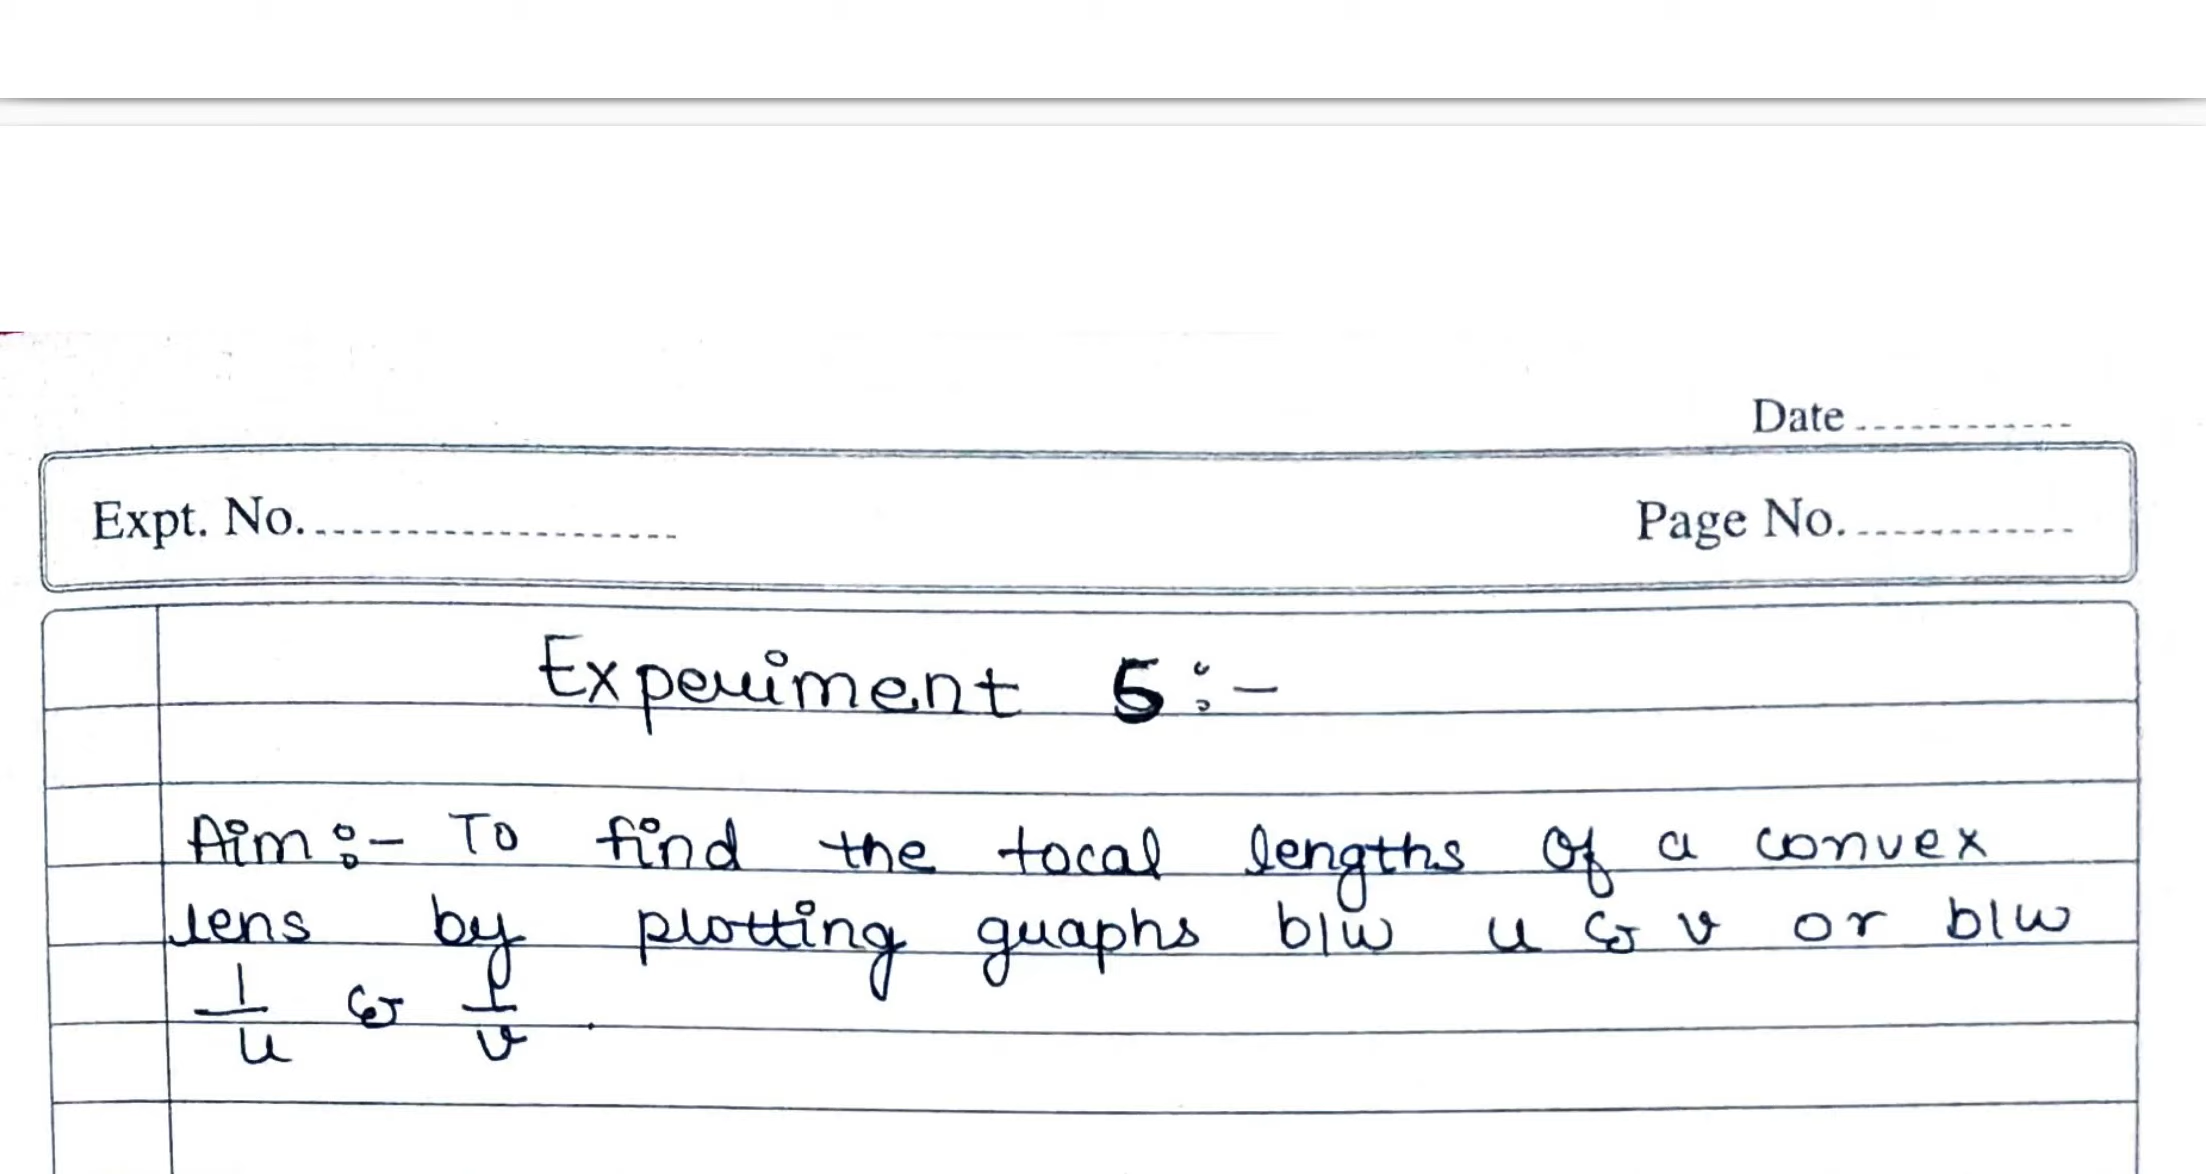 Date ............
Expt. No. ....................
Page No. .............
Experiment 5:-
Aim:- To find the focal lengths of a convex
lens by plotting graphs b/w u & v or b/w
1/u & 1/v.